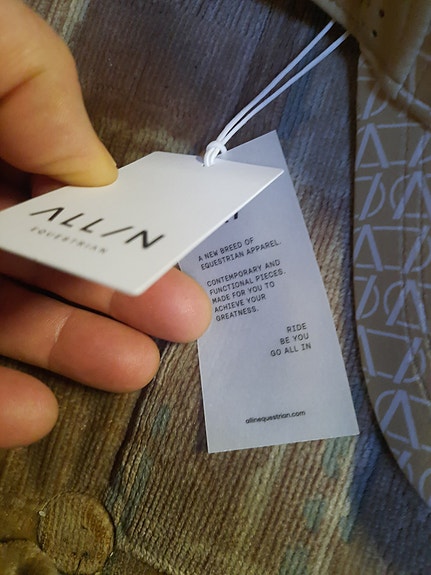 ALL/N
EQUESTRIAN
A NEW BREED OF
EQUESTRIAN APPAREL.
CONTEMPORARY AND
FUNCTIONAL PIECES.
MADE FOR YOU TO
ACHIEVE YOUR
GREATNESS.
RIDE
BE YOU
GO ALL IN
allinequestrian.com